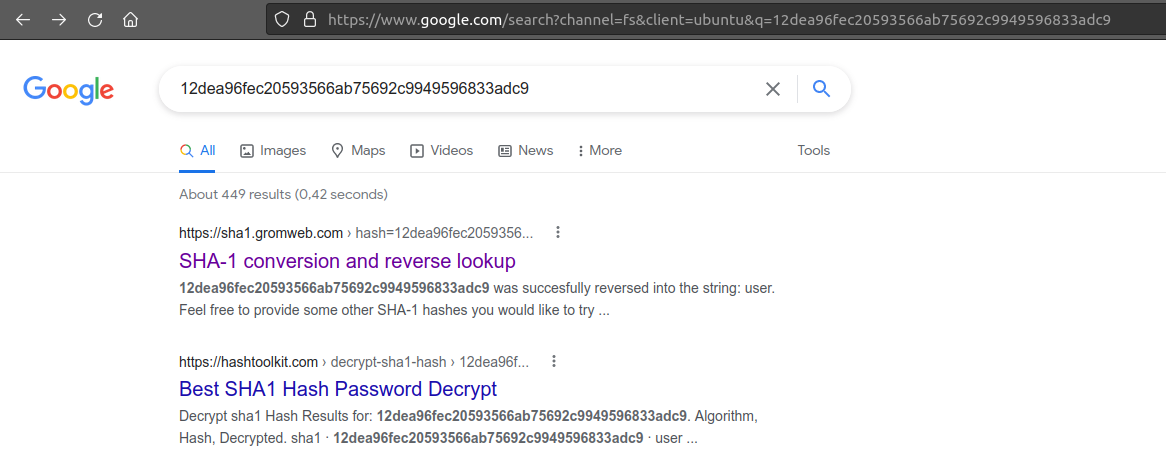 https://www.google.com/search?channel=fs&client=ubuntu&q=12dea96fec20593566ab75692c9949596833adc9
Google
12dea96fec20593566ab75692c9949596833adc9
All Images Maps Videos News More Tools
About 449 results (0,42 seconds)
https://sha1.gromweb.com › hash=12dea96fec2059356...
SHA-1 conversion and reverse lookup
12dea96fec20593566ab75692c9949596833adc9 was succesfully reversed into the string: user.
Feel free to provide some other SHA-1 hashes you would like to try ...
https://hashtoolkit.com › decrypt-sha1-hash › 12dea96f...
Best SHA1 Hash Password Decrypt
Decrypt sha1 Hash Results for: 12dea96fec20593566ab75692c9949596833adc9. Algorithm,
Hash, Decrypted. sha1 · 12dea96fec20593566ab75692c9949596833adc9 · user ...